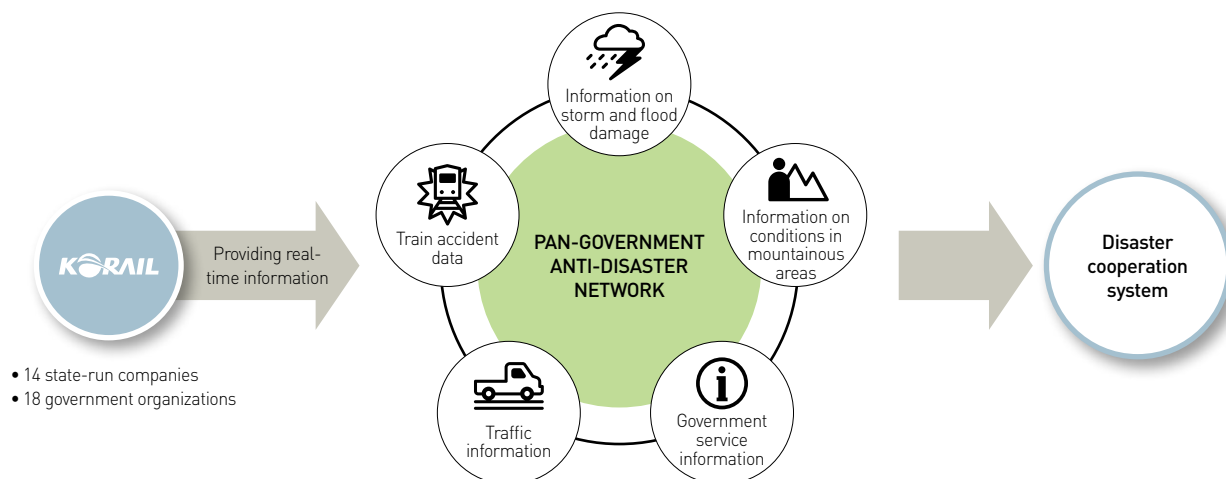 KORAIL
Providing real-
time information
• 14 state-run companies
• 18 government organizations
Information on
storm and flood
damage
Train accident
data
Information on
conditions in
mountainous
areas
PAN-GOVERNMENT
ANTI-DISASTER
NETWORK
Traffic
information
i
Government
service
information
Disaster
cooperation
system